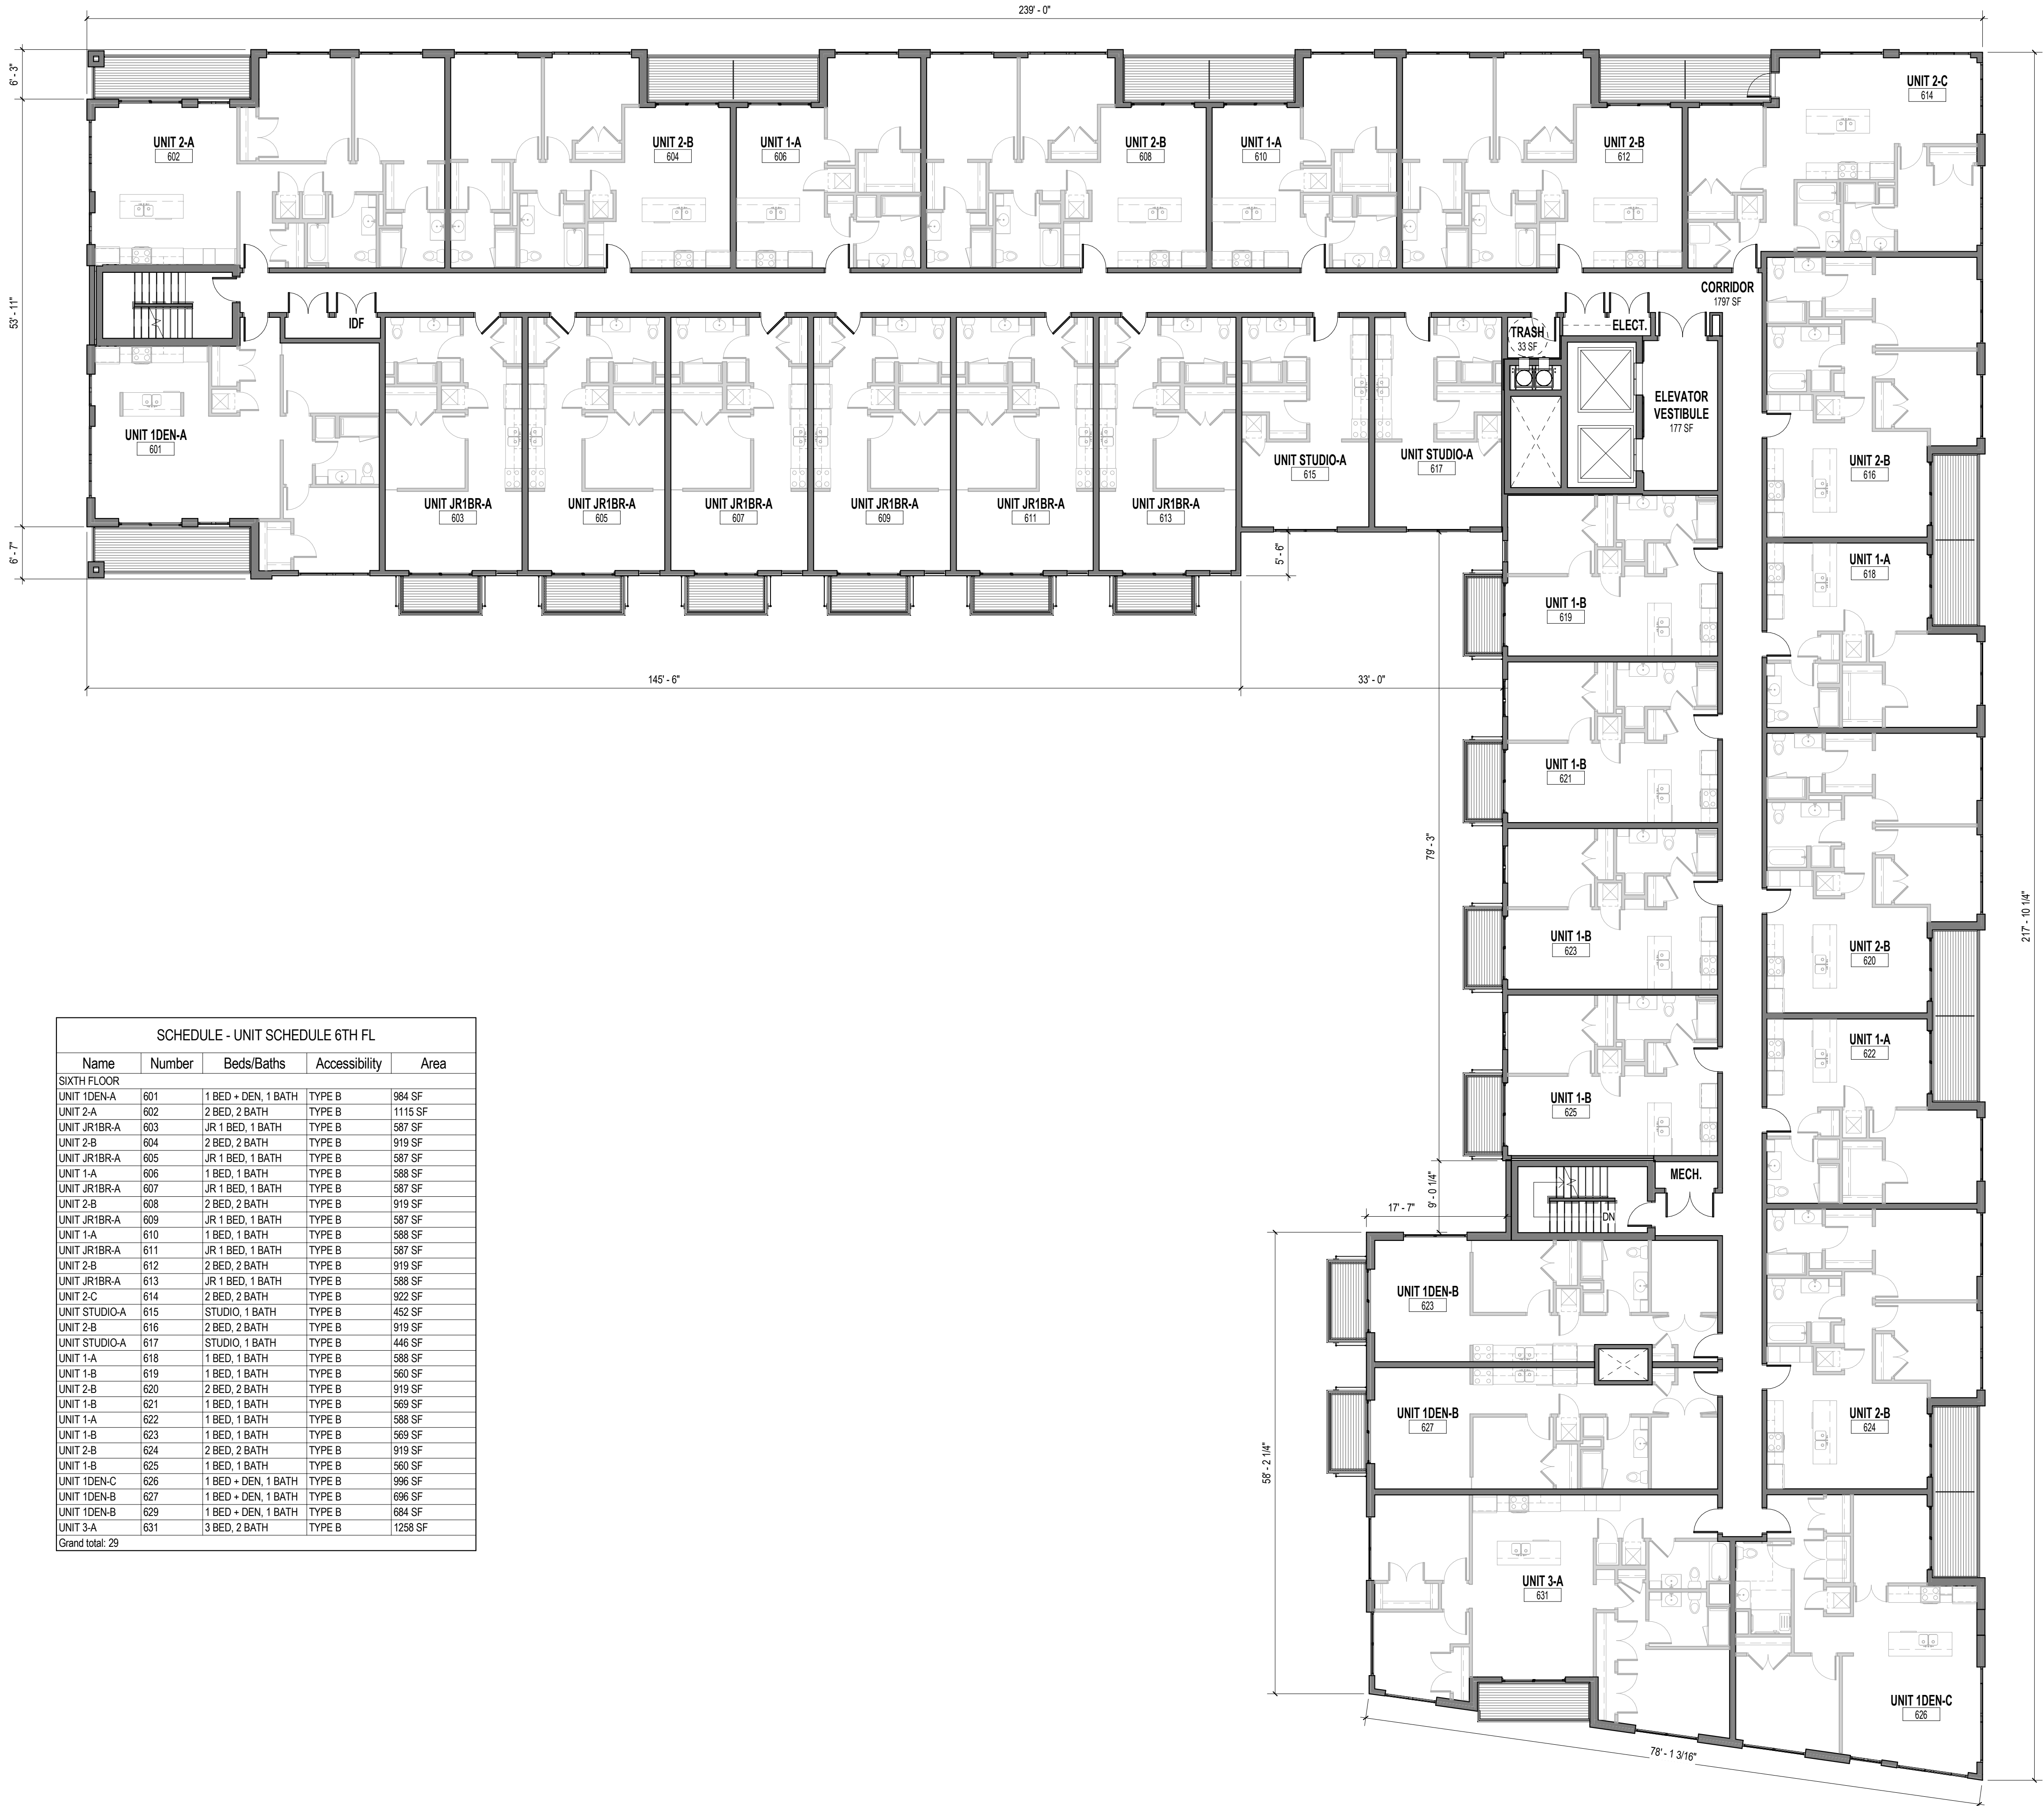 239' - 0"
6' - 3"
53' - 11"
6' - 7"
UNIT 2-A
602
UNIT 2-B
604
UNIT 1-A
606
UNIT 2-B
608
UNIT 1-A
610
UNIT 2-B
612
UNIT 2-C
614
CORRIDOR
1797 SF
IDF
TRASH
33 SF
ELECT.
ELEVATOR
VESTIBULE
177 SF
UNIT 1DEN-A
601
UNIT JR1BR-A
603
UNIT JR1BR-A
605
UNIT JR1BR-A
607
UNIT JR1BR-A
609
UNIT JR1BR-A
611
UNIT JR1BR-A
613
UNIT STUDIO-A
615
UNIT STUDIO-A
617
5' - 6"
145' - 6"
33' - 0"
79' - 3"
217' - 10 1/4"
UNIT 2-B
616
UNIT 1-A
618
UNIT 1-B
619
UNIT 1-B
621
UNIT 1-B
623
UNIT 2-B
620
UNIT 1-A
622
UNIT 1-B
625
MECH.
DN
9' - 0 1/4"
17' - 7"
58' - 2 1/4"
UNIT 1DEN-B
623
UNIT 1DEN-B
627
UNIT 2-B
624
UNIT 3-A
631
UNIT 1DEN-C
626
78' - 1 3/16"
SCHEDULE - UNIT SCHEDULE 6TH FL
Name Number Beds/Baths Accessibility Area
SIXTH FLOOR
UNIT 1DEN-A 601 1 BED + DEN, 1 BATH TYPE B 984 SF
UNIT 2-A 602 2 BED, 2 BATH TYPE B 1115 SF
UNIT JR1BR-A 603 JR 1 BED, 1 BATH TYPE B 587 SF
UNIT 2-B 604 2 BED, 2 BATH TYPE B 919 SF
UNIT JR1BR-A 605 JR 1 BED, 1 BATH TYPE B 587 SF
UNIT 1-A 606 1 BED, 1 BATH TYPE B 588 SF
UNIT JR1BR-A 607 JR 1 BED, 1 BATH TYPE B 587 SF
UNIT 2-B 608 2 BED, 2 BATH TYPE B 919 SF
UNIT JR1BR-A 609 JR 1 BED, 1 BATH TYPE B 587 SF
UNIT 1-A 610 1 BED, 1 BATH TYPE B 588 SF
UNIT JR1BR-A 611 JR 1 BED, 1 BATH TYPE B 587 SF
UNIT 2-B 612 2 BED, 2 BATH TYPE B 919 SF
UNIT JR1BR-A 613 JR 1 BED, 1 BATH TYPE B 588 SF
UNIT 2-C 614 2 BED, 2 BATH TYPE B 922 SF
UNIT STUDIO-A 615 STUDIO, 1 BATH TYPE B 452 SF
UNIT 2-B 616 2 BED, 2 BATH TYPE B 919 SF
UNIT STUDIO-A 617 STUDIO, 1 BATH TYPE B 446 SF
UNIT 1-A 618 1 BED, 1 BATH TYPE B 588 SF
UNIT 1-B 619 1 BED, 1 BATH TYPE B 560 SF
UNIT 2-B 620 2 BED, 2 BATH TYPE B 919 SF
UNIT 1-B 621 1 BED, 1 BATH TYPE B 569 SF
UNIT 1-A 622 1 BED, 1 BATH TYPE B 588 SF
UNIT 1-B 623 1 BED, 1 BATH TYPE B 569 SF
UNIT 2-B 624 2 BED, 2 BATH TYPE B 919 SF
UNIT 1-B 625 1 BED, 1 BATH TYPE B 560 SF
UNIT 1DEN-C 626 1 BED + DEN, 1 BATH TYPE B 996 SF
UNIT 1DEN-B 627 1 BED + DEN, 1 BATH TYPE B 696 SF
UNIT 1DEN-B 629 1 BED + DEN, 1 BATH TYPE B 684 SF
UNIT 3-A 631 3 BED, 2 BATH TYPE B 1258 SF
Grand total: 29